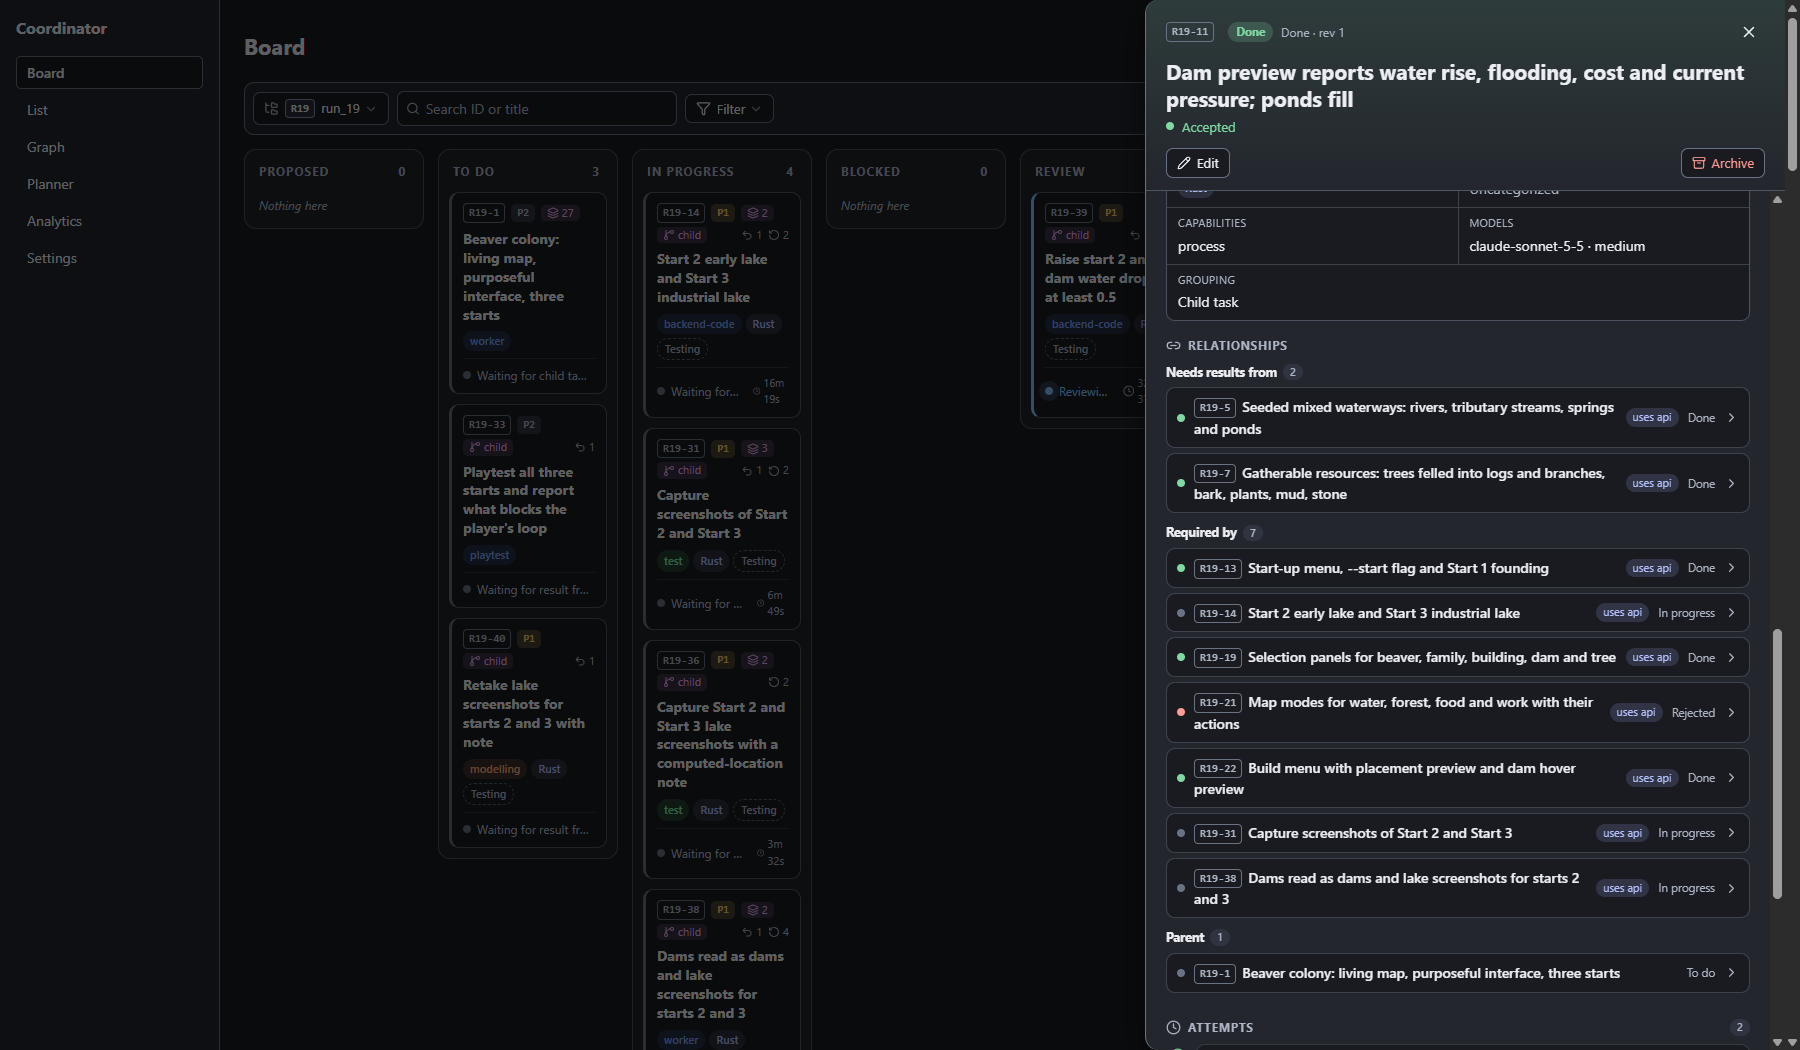 Coordinator
Board
List
Graph
Planner
Analytics
Settings
Board
R19 run_19
Search ID or title
Filter
PROPOSED 0
Nothing here
TO DO 3
R19-1 P2 27
Beaver colony:
living map,
purposeful
interface, three
starts
worker
Waiting for child ta...
R19-33 P2
child 1
Playtest all three
starts and report
what blocks the
player's loop
playtest
Waiting for result fr...
R19-40 P1
child 1
Retake lake
screenshots for
starts 2 and 3 with
note
modelling Rust
Testing
Waiting for result fr...
IN PROGRESS 4
R19-14 P1 2
child 1 2
Start 2 early lake
and Start 3
industrial lake
backend-code Rust
Testing
Waiting for... 16m
19s
R19-31 P1 3
child 1 2
Capture
screenshots of Start
2 and Start 3
test Rust Testing
Waiting for ... 6m
49s
R19-36 P1 2
child 2
Capture Start 2 and
Start 3 lake
screenshots with a
computed-location
note
test Rust Testing
Waiting for ... 3m
32s
R19-38 P1 2
child 1 4
Dams read as dams
and lake
screenshots for
starts 2 and 3
worker Rust
BLOCKED 0
Nothing here
REVIEW
R19-39 P1
child
Raise start 2 an
dam water drop
at least 0.5
backend-code
Testing
Reviewi...
R19-11 Done Done · rev 1
Dam preview reports water rise, flooding, cost and current
pressure; ponds fill
Accepted
Edit
Archive
Uncategorized
CAPABILITIES
process
MODELS
claude-sonnet-5-5 · medium
GROUPING
Child task
RELATIONSHIPS
Needs results from 2
R19-5 Seeded mixed waterways: rivers, tributary streams, springs
and ponds
uses api Done
R19-7 Gatherable resources: trees felled into logs and branches,
bark, plants, mud, stone
uses api Done
Required by 7
R19-13 Start-up menu, --start flag and Start 1 founding uses api Done
R19-14 Start 2 early lake and Start 3 industrial lake uses api In progress
R19-19 Selection panels for beaver, family, building, dam and tree uses api Done
R19-21 Map modes for water, forest, food and work with their
actions
uses api Rejected
R19-22 Build menu with placement preview and dam hover
preview
uses api Done
R19-31 Capture screenshots of Start 2 and Start 3 uses api In progress
R19-38 Dams read as dams and lake screenshots for starts 2
and 3
uses api In progress
Parent 1
R19-1 Beaver colony: living map, purposeful interface, three starts To do
ATTEMPTS 2